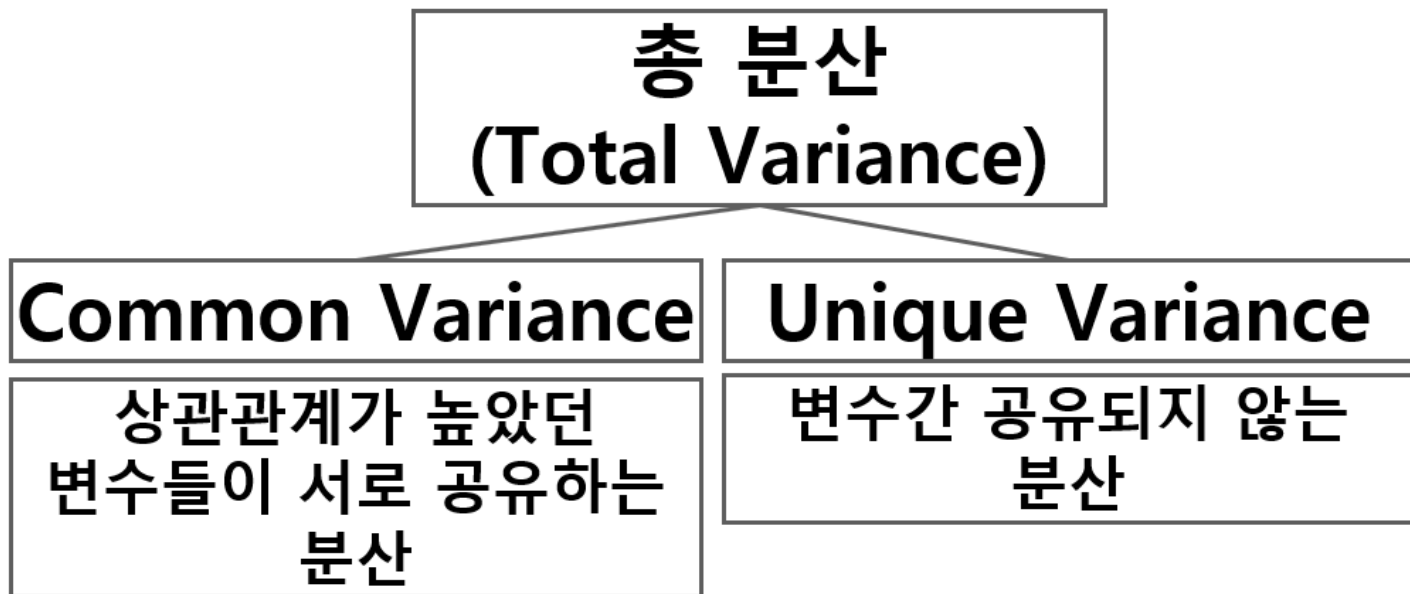 총 분산
(Total Variance)
Common Variance
상관관계가 높았던
변수들이 서로 공유하는
분산
Unique Variance
변수간 공유되지 않는
분산